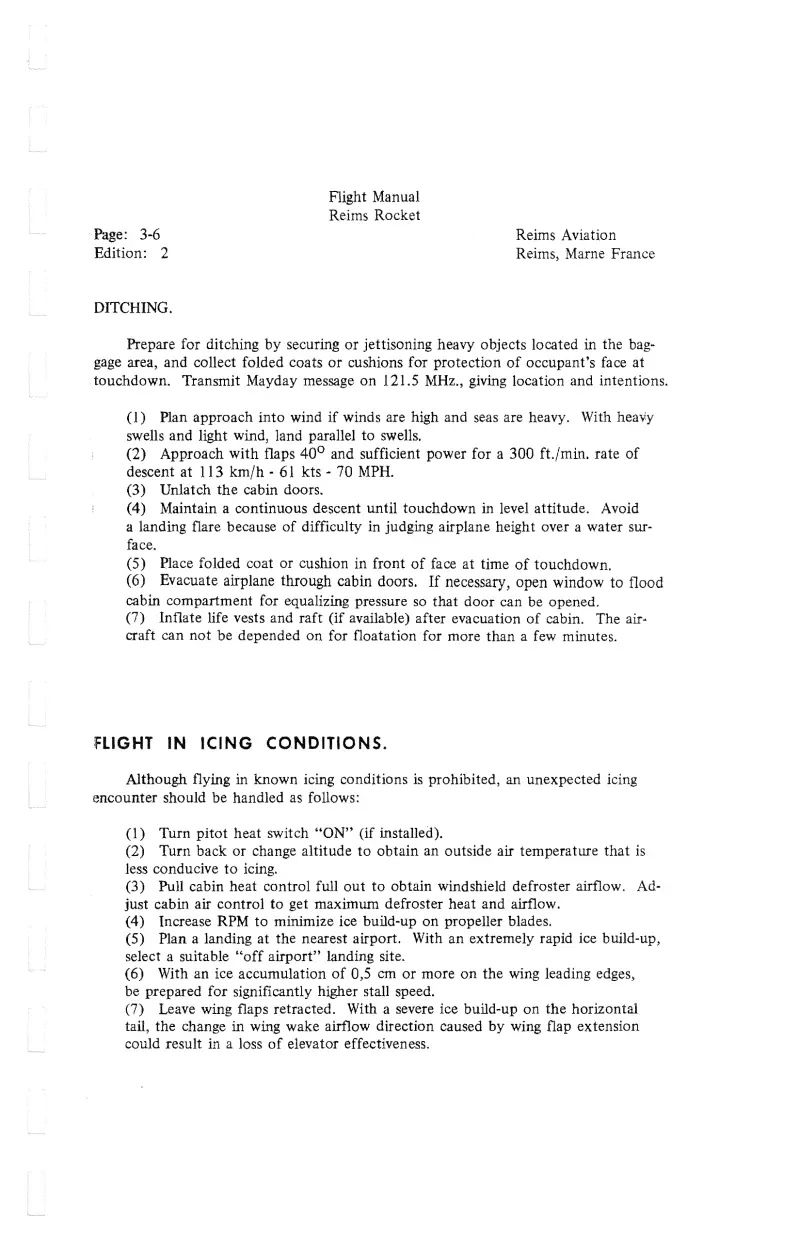 Flight Manual
Reims Rocket
Page: 3-6
Reims Aviation
Edition: 2
Reims, Marne France
DITCHING.
Prepare for ditching by securing or jettisoning heavy objects located in the bag-
gage area, and collect folded coats or cushions for protection of occupant's face at
touchdown. Transmit Mayday message on 121.5 MHz., giving location and intentions.
(1) Plan approach into wind if winds are high and seas are heavy. With heavy
swells and light wind, land parallel to swells.
(2) Approach with flaps 40° and sufficient power for a 300 ft./min. rate of
descent at 113 km/h - 61 kts - 70 MPH.
(3) Unlatch the cabin doors.
(4) Maintain a continuous descent until touchdown in level attitude. Avoid
a landing flare because of difficulty in judging airplane height over a water sur-
face.
(5) Place folded coat or cushion in front of face at time of touchdown.
(6) Evacuate airplane through cabin doors. If necessary, open window to flood
cabin compartment for equalizing pressure so that door can be opened.
(7) Inflate life vests and raft (if available) after evacuation of cabin. The air-
craft can not be depended on for floatation for more than a few minutes.
FLIGHT IN ICING CONDITIONS.
Although flying in known icing conditions is prohibited, an unexpected icing
encounter should be handled as follows:
(1) Turn pitot heat switch “ON” (if installed).
(2) Turn back or change altitude to obtain an outside air temperature that is
less conducive to icing.
(3) Pull cabin heat control full out to obtain windshield defroster airflow. Ad-
just cabin air control to get maximum defroster heat and airflow.
(4) Increase RPM to minimize ice build-up on propeller blades.
(5) Plan a landing at the nearest airport. With an extremely rapid ice build-up,
select a suitable “off airport” landing site.
(6) With an ice accumulation of 0,5 cm or more on the wing leading edges,
be prepared for significantly higher stall speed.
(7) Leave wing flaps retracted. With a severe ice build-up on the horizontal
tail, the change in wing wake airflow direction caused by wing flap extension
could result in a loss of elevator effectiveness.